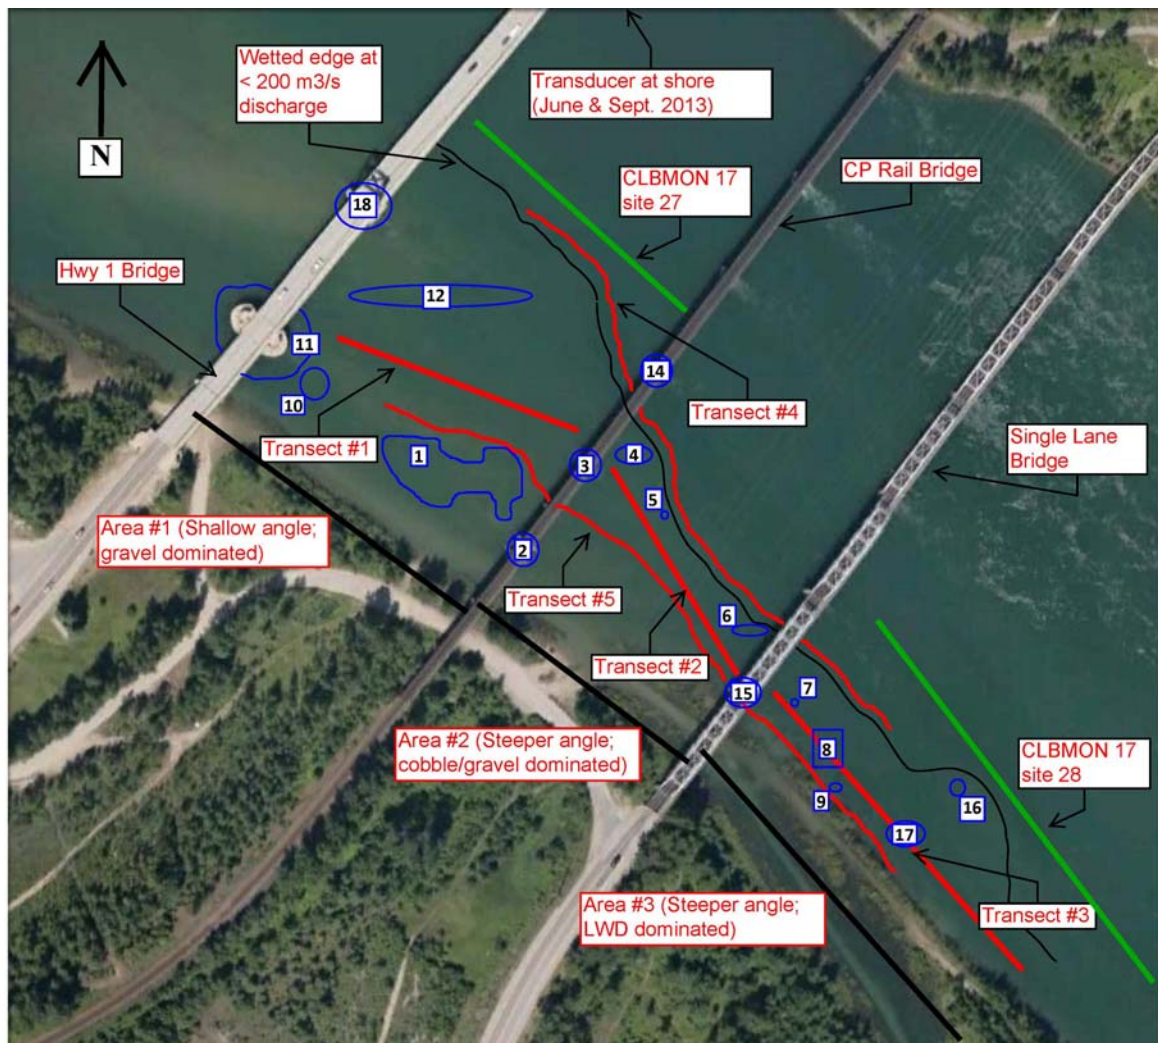 Wetted edge at
< 200 m3/s
discharge
Transducer at shore
(June & Sept. 2013)
N
CLBMON 17
site 27
CP Rail Bridge
18
Hwy 1 Bridge
12
11
10
14
Transect #4
Transect #1
Single Lane
Bridge
1
3
4
5
Area #1 (Shallow angle;
gravel dominated)
2
Transect #5
6
Transect #2
15
7
Area #2 (Steeper angle;
cobble/gravel dominated)
8
CLBMON 17
site 28
9
16
17
Area #3 (Steeper angle;
LWD dominated)
Transect #3